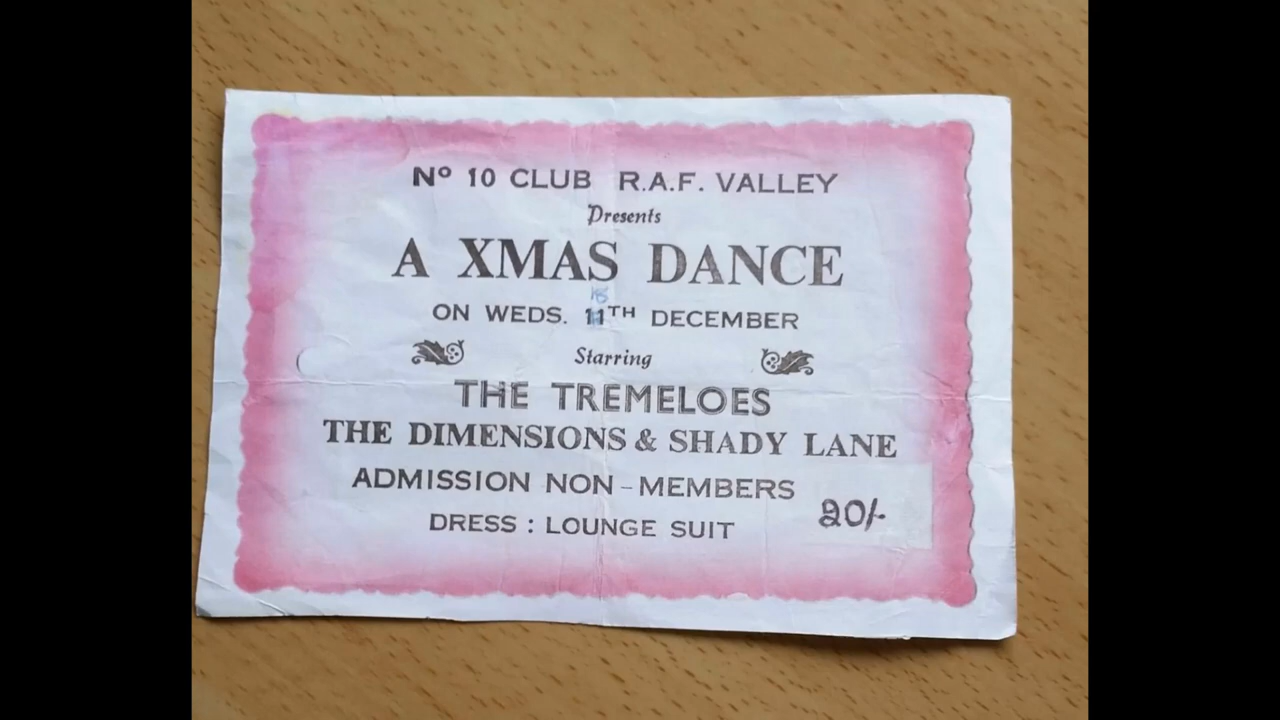 Nº 10 CLUB R.A.F. VALLEY
Presents
A XMAS DANCE
18
ON WEDS. 11TH DECEMBER
Starring
THE TREMELOES
THE DIMENSIONS & SHADY LANE
ADMISSION NON-MEMBERS 20/-
DRESS : LOUNGE SUIT